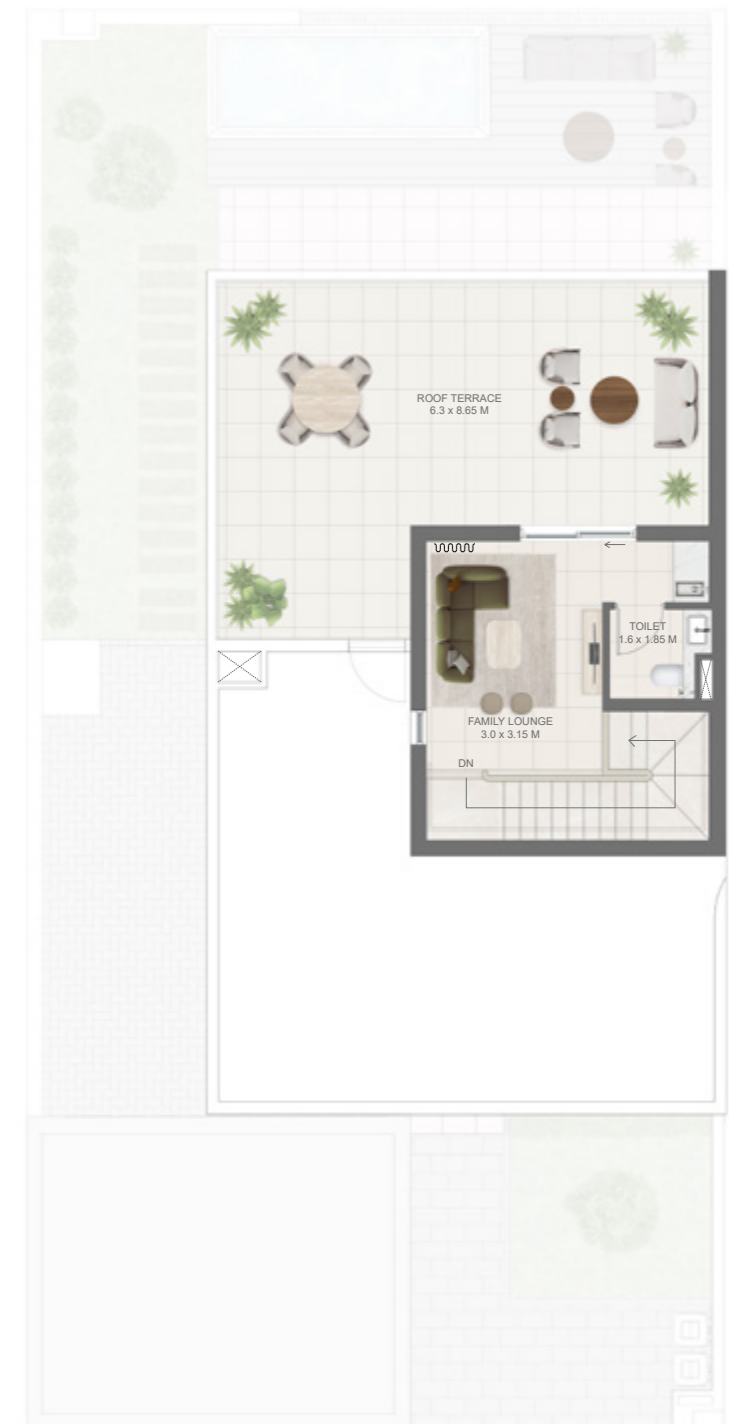 ROOF TERRACE
6.3 x 8.65 M
TOILET
1.6 x 1.85 M
FAMILY LOUNGE
3.0 x 3.15 M
DN